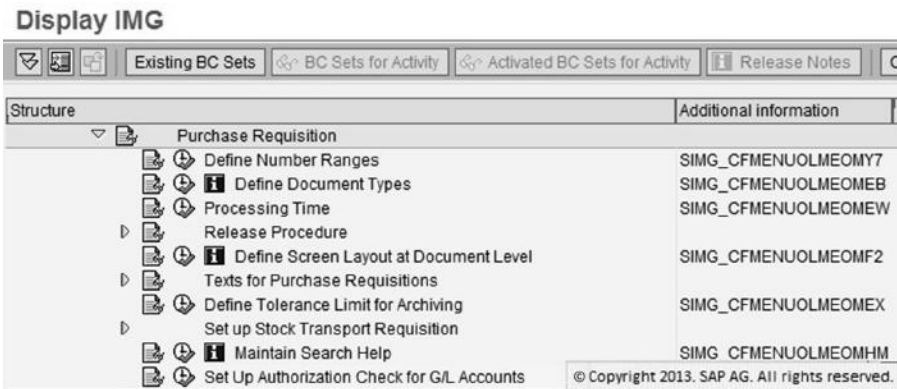 Display IMG
Existing BC Sets BC Sets for Activity Activated BC Sets for Activity Release Notes
Structure Additional information
Purchase Requisition
Define Number Ranges SIMG_CFMENUOLMEOMY7
Define Document Types SIMG_CFMENUOLMEOMEB
Processing Time SIMG_CFMENUOLMEOMEW
Release Procedure
Define Screen Layout at Document Level SIMG_CFMENUOLMEOMF2
Texts for Purchase Requisitions
Define Tolerance Limit for Archiving SIMG_CFMENUOLMEOMEX
Set up Stock Transport Requisition
Maintain Search Help SIMG_CFMENUOLMEOMHM
Set Up Authorization Check for G/L Accounts © Copyright 2013. SAP AG. All rights reserved.